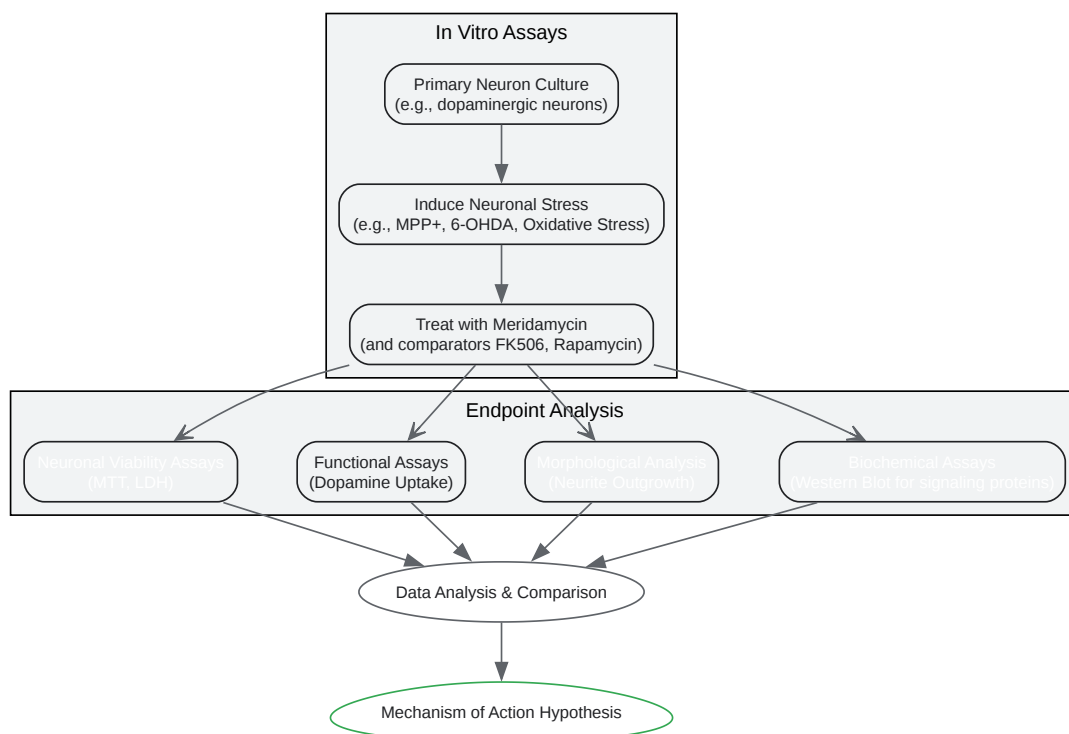 In Vitro Assays
Primary Neuron Culture
(e.g., dopaminergic neurons)
Induce Neuronal Stress
(e.g., MPP+, 6-OHDA, Oxidative Stress)
Treat with Meridamycin
(and comparators FK506, Rapamycin)
Endpoint Analysis
Neuronal Viability Assays
(MTT, LDH)
Functional Assays
(Dopamine Uptake)
Morphological Analysis
(Neurite Outgrowth)
Biochemical Assays
(Western Blot for signaling proteins)
Data Analysis & Comparison
Mechanism of Action Hypothesis